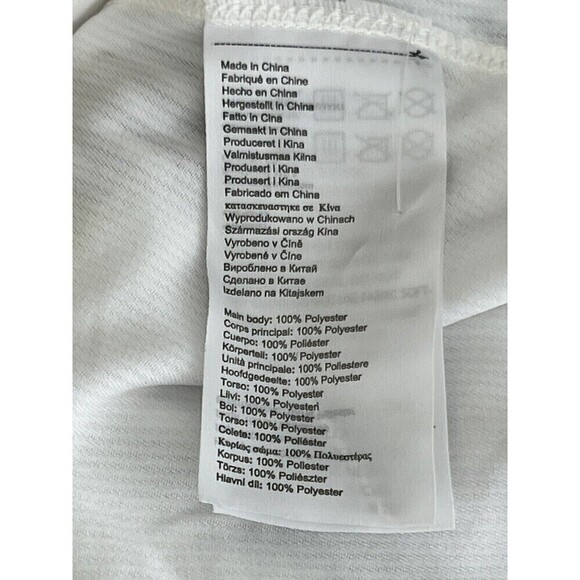 Made in China
Fabriqué en Chine
Hecho en China
Hergestellt in China
Fatto in Cina
Gemaakt in China
Produceret i Kina
Valmistusmaa Kiina
Produsert i Kina
Produsert i Kina
Fabricado em China
κατασκευαστηκε σε Κίνα
Wyprodukowano w Chinach
Származási ország Kína
Vyrobeno v Číně
Vyrobené v Číne
Вироблено в Китай
Сделано в Китае
Izdelano na Kitajskem
Main body: 100% Polyester
Corps principal: 100% Polyester
Cuerpo: 100% Poliéster
Körperteil: 100% Polyester
Unità principale: 100% Poliestere
Hoofdgedeelte: 100% Polyester
Torso: 100% Polyester
Liivi: 100% Polyesteri
Bol: 100% Polyester
Torso: 100% Polyester
Colete: 100% Poliéster
Κυρίως σώμα: 100% Πολυεστέρας
Korpus: 100% Poliester
Törzs: 100% Poliészter
Hlavní díl: 100% Polyester